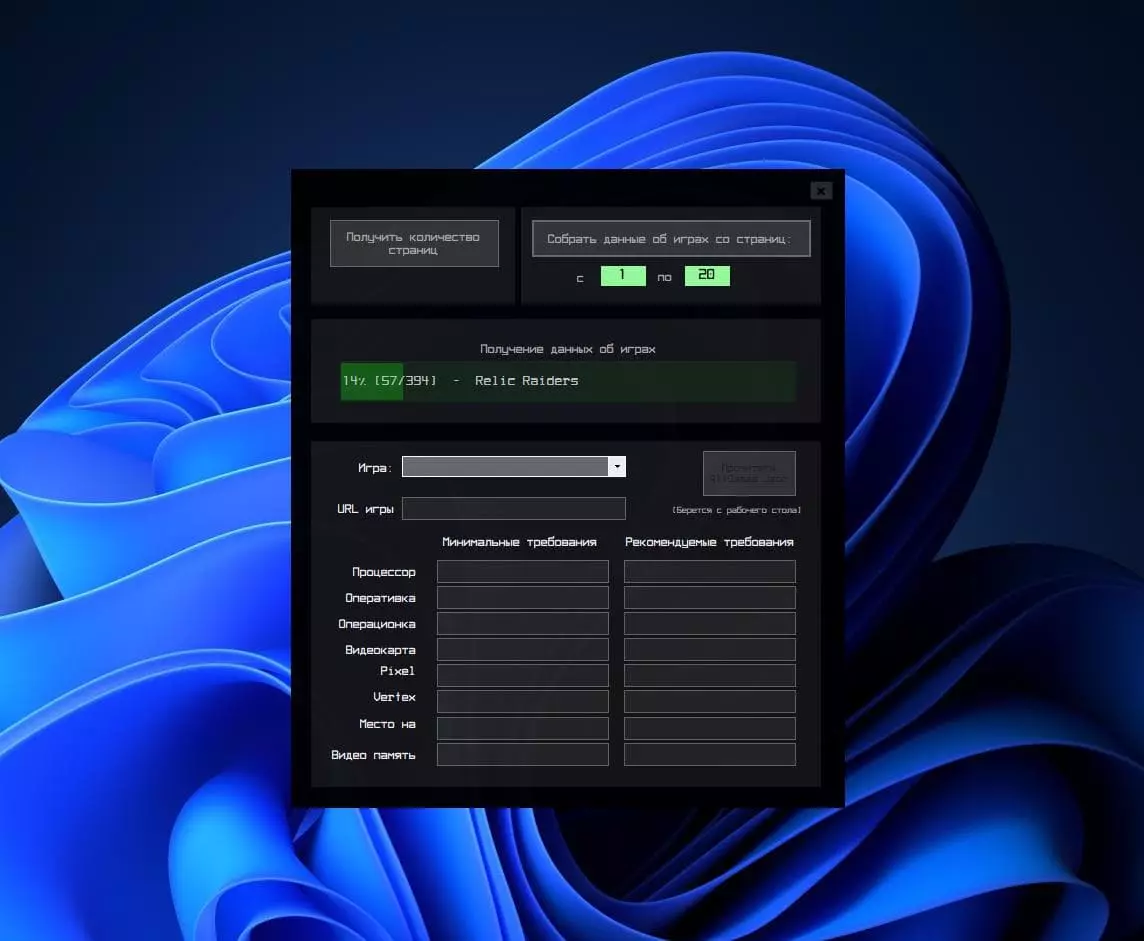 Получить количество
страниц
Собрать данные об играх со страниц:
с 1 по 20
Получение данных об играх
14% [57/394] - Relic Raiders
Игра:
URL игры
(Берется с рабочего стола)
Минимальные требования Рекомендуемые требования
Процессор
Оперативка
Операционка
Видеокарта
Pixel
Vertex
Место на
Видео память